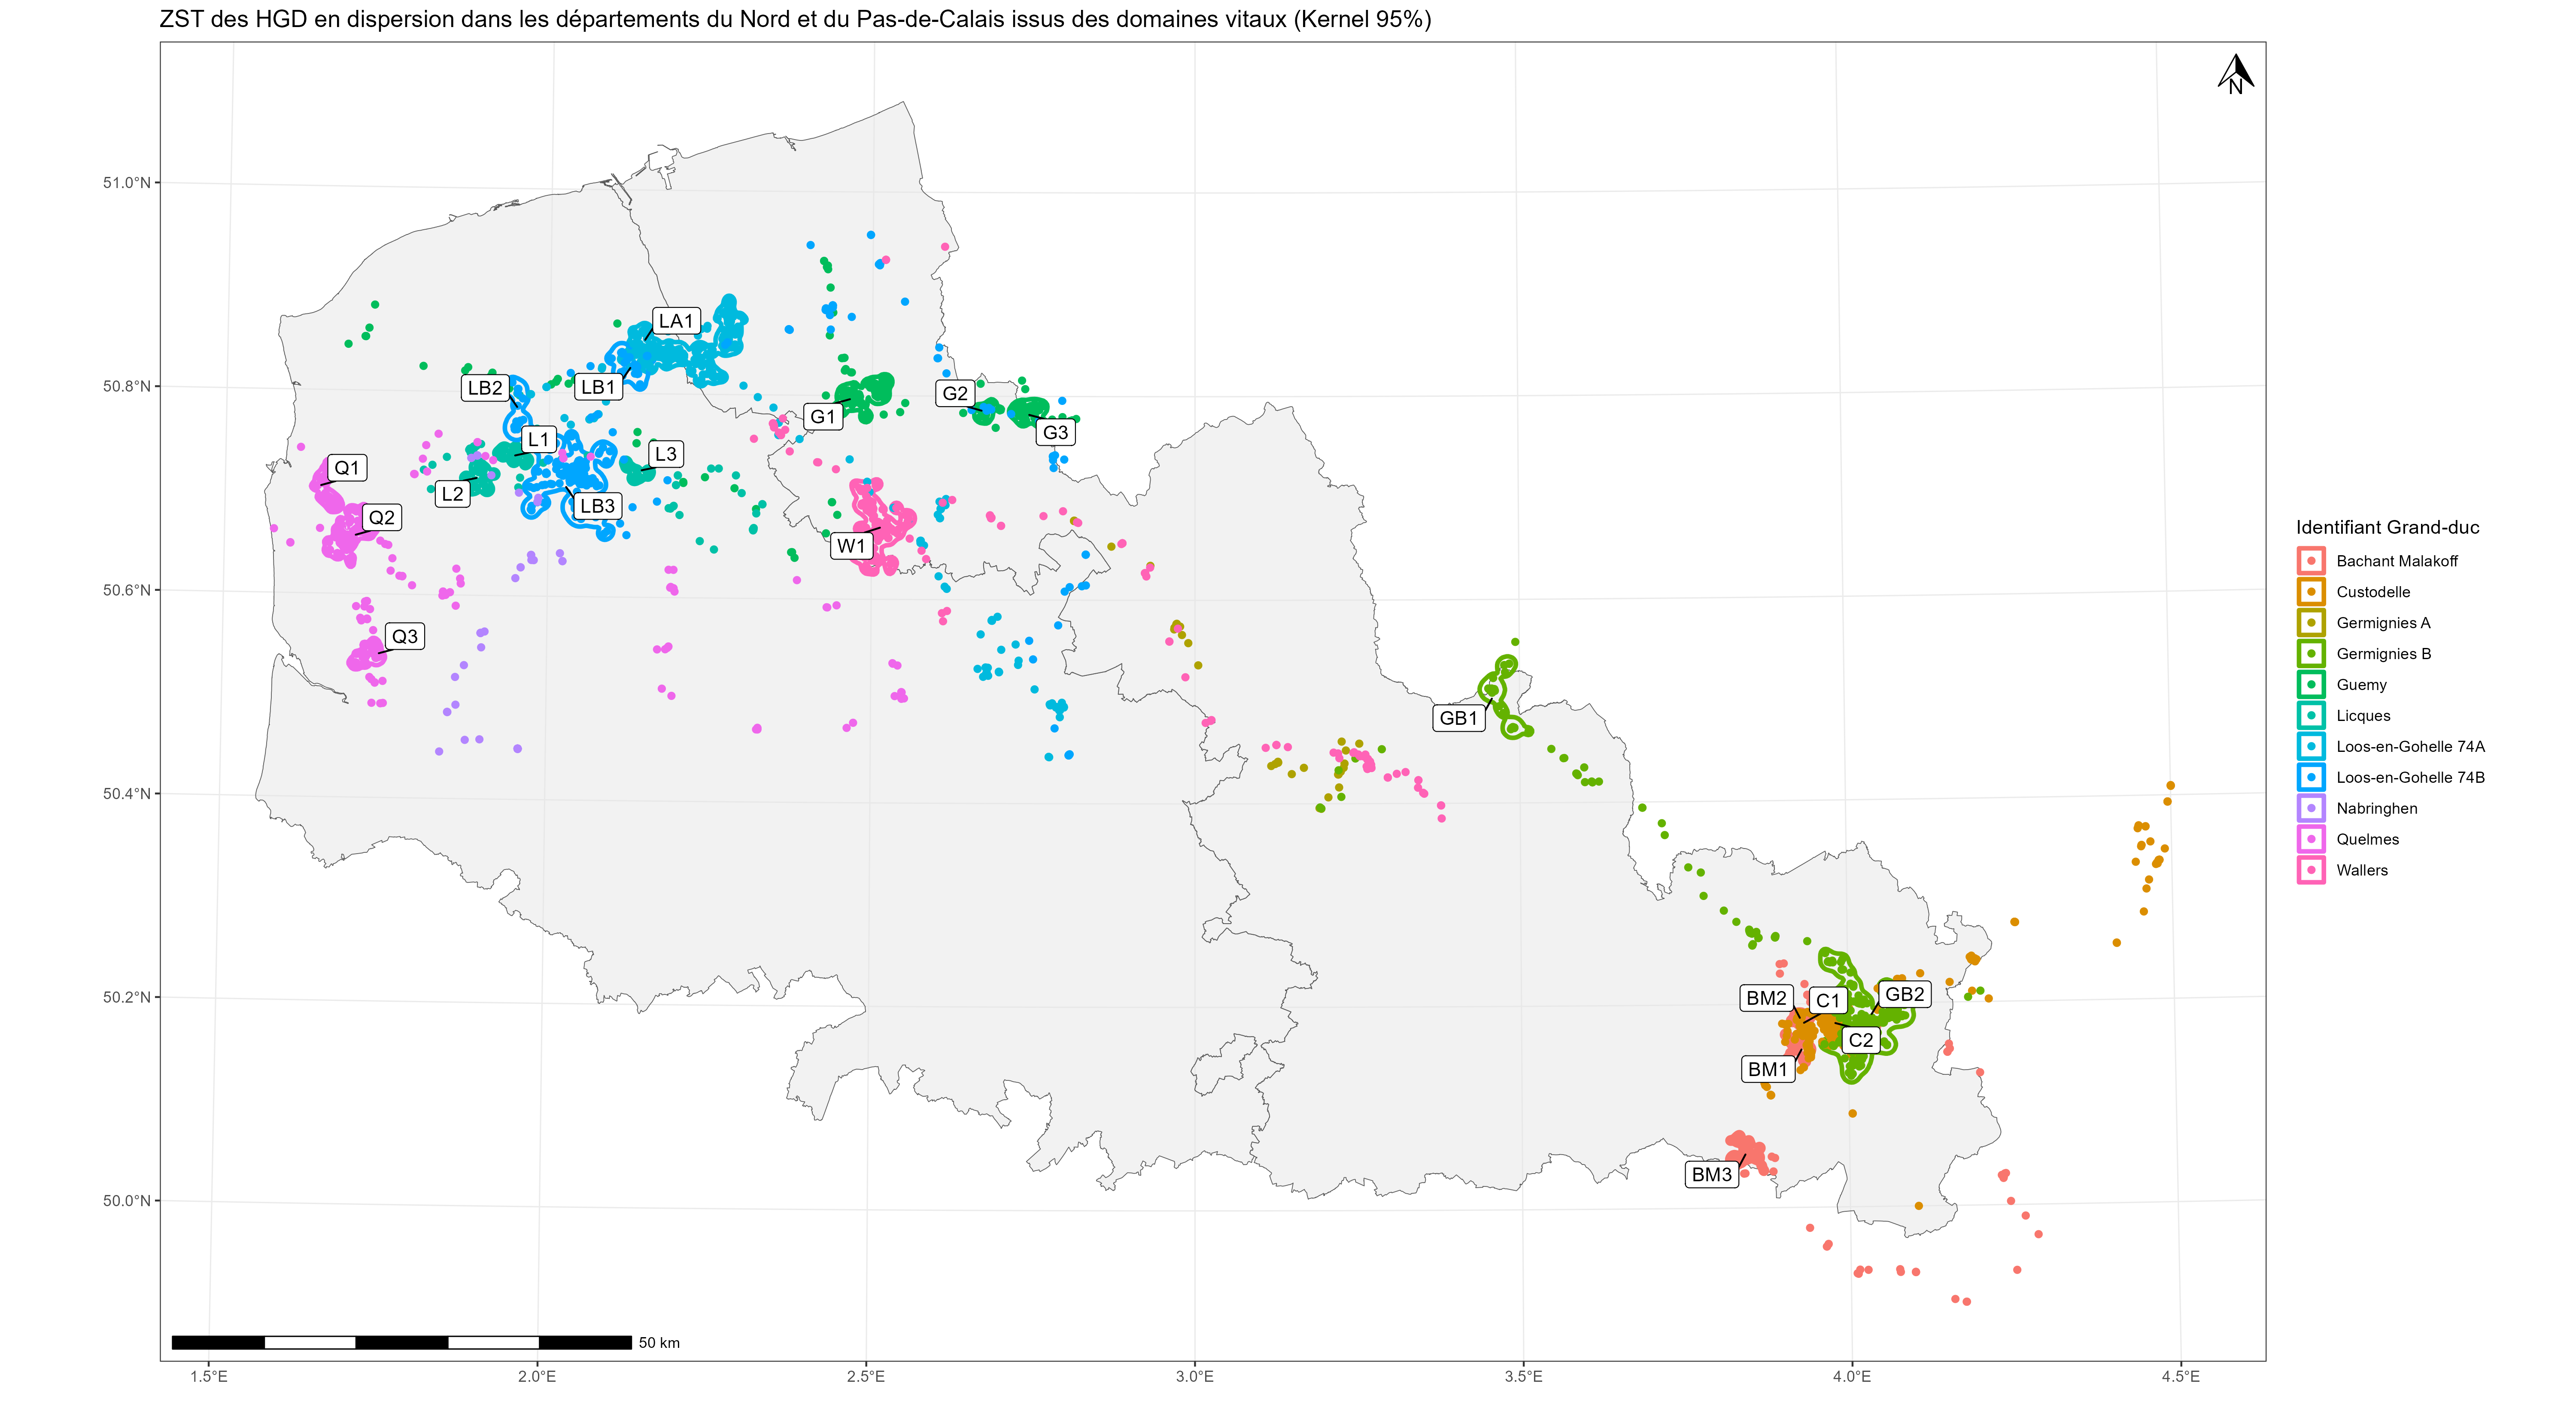 ZST des HGD en dispersion dans les départements du Nord et du Pas-de-Calais issus des domaines vitaux (Kernel 95%)
N
51.0°N
50.8°N
50.6°N
50.4°N
50.2°N
50.0°N
LA1
LB2
LB1
G1
G2
G3
L1
L3
L2
LB3
Q1
Q2
W1
Q3
GB1
BM2
C1
GB2
C2
BM1
BM3
50 km
1.5°E
2.0°E
2.5°E
3.0°E
3.5°E
4.0°E
4.5°E
Identifiant Grand-duc
Bachant Malakoff
Custodelle
Germignies A
Germignies B
Guemy
Licques
Loos-en-Gohelle 74A
Loos-en-Gohelle 74B
Nabringhen
Quelmes
Wallers